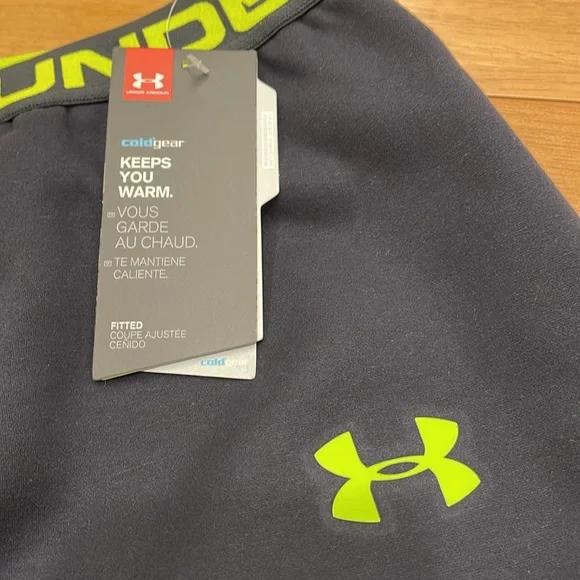 UNDE
UNDER ARMOUR
coldgear
KEEPS
YOU
WARM.
VOUS
GARDE
AU CHAUD.
TE MANTIENE
CALIENTE.
FITTED
COUPE AJUSTÉE
CEÑIDO
coldgear